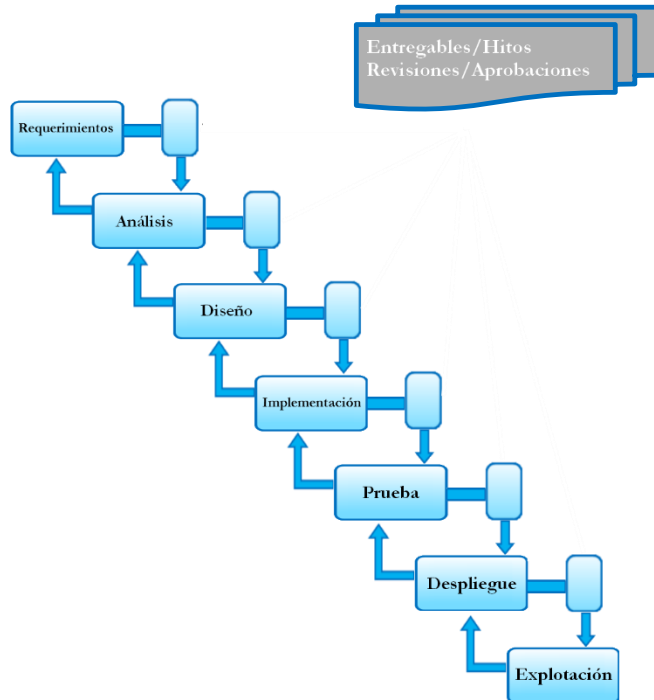 Entregables/Hitos
Revisiones/Aprobaciones
Requerimientos
Análisis
Diseño
Implementación
Prueba
Despliegue
Explotación